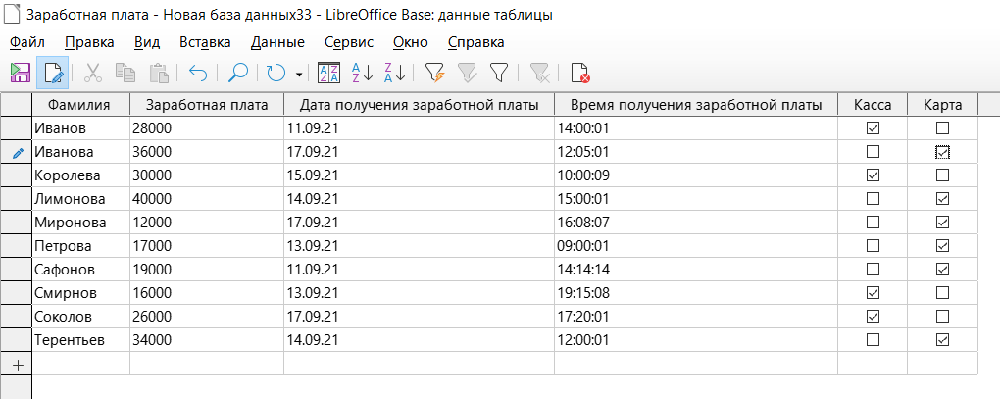 Заработная плата - Новая база данных33 - LibreOffice Base: данные таблицы
Файл Правка Вид Вставка Данные Сервис Окно Справка
Фамилия Заработная плата Дата получения заработной платы Время получения заработной платы Касса Карта
Иванов 28000 11.09.21 14:00:01
Иванова 36000 17.09.21 12:05:01
Королева 30000 15.09.21 10:00:09
Лимонова 40000 14.09.21 15:00:01
Миронова 12000 17.09.21 16:08:07
Петрова 17000 13.09.21 09:00:01
Сафонов 19000 11.09.21 14:14:14
Смирнов 16000 13.09.21 19:15:08
Соколов 26000 17.09.21 17:20:01
Терентьев 34000 14.09.21 12:00:01